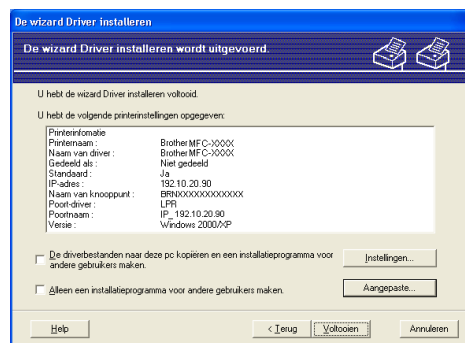 De wizard Driver installeren
De wizard Driver installeren wordt uitgevoerd.
U hebt de wizard Driver installeren voltooid.
U hebt de volgende printerinstellingen opgegeven:
Printerinfomatie
Printernaam : Brother MFC-XXXX
Naam van driver : Brother MFC-XXXX
Gedeeld als : Niet gedeeld
Standaard : Ja
IP-adres : 192.10.20.90
Naam van knooppunt : BRNXXXXXXXXXXXX
Poort-driver : LPR
Poortnaam : IP_192.10.20.90
Versie : Windows 2000/XP
De driverbestanden naar deze pc kopiëren en een installatieprogramma voor
andere gebruikers maken.
Instellingen...
Alleen een installatieprogramma voor andere gebruikers maken.
Aangepaste...
Help
< Terug
Voltooien
Annuleren